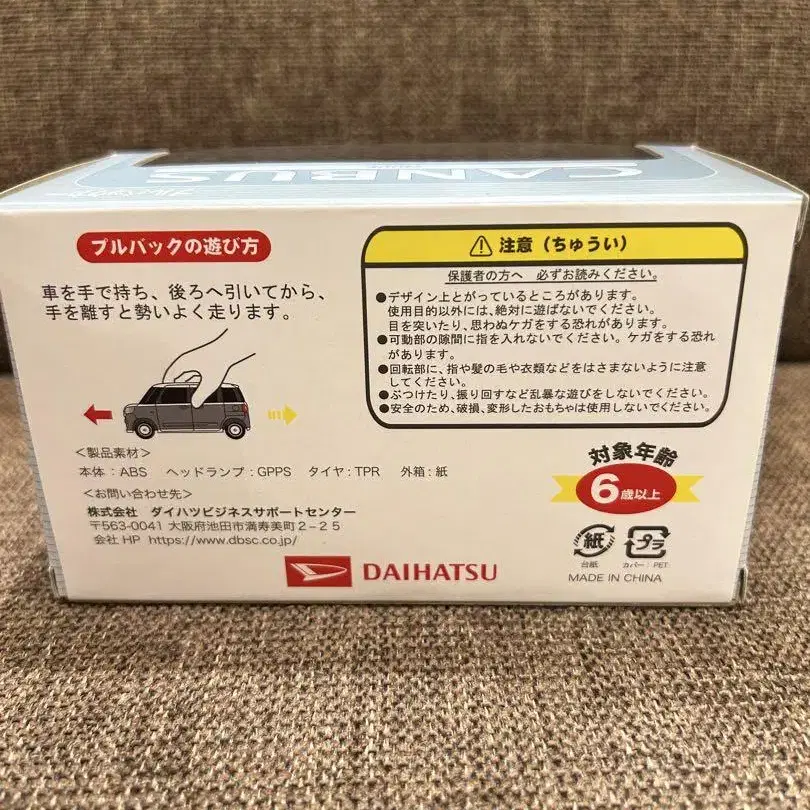 プルバック
CANBUS
プルバックの遊び方
車を手で持ち、後ろへ引いてから、
手を離すと勢いよく走ります。
<製品素材>
本体：ABS ヘッドランプ：GPPS タイヤ：TPR 外箱：紙
<お問い合わせ先>
株式会社 ダイハツビジネスサポートセンター
〒563-0041 大阪府池田市満寿美町2-25
会社HP https://www.dbsc.co.jp/
DAIHATSU
注意（ちゅうい）
保護者の方へ 必ずお読みください。
●デザイン上とがっているところがあります。
使用目的以外には、絶対に遊ばないでください。
目を突いたり、思わぬケガをする恐れがあります。
●可動部の隙間に指を入れないでください。ケガをする恐れ
があります。
●回転部に、指や髪の毛や衣類などをはさまないように注意
してください。
●ぶつけたり、振り回すなど乱暴な遊びをしないでください。
●安全のため、破損、変形したおもちゃは使用しないでください。
対象年齢
6歳以上
紙
台紙
プラ
カバー：PET
MADE IN CHINA